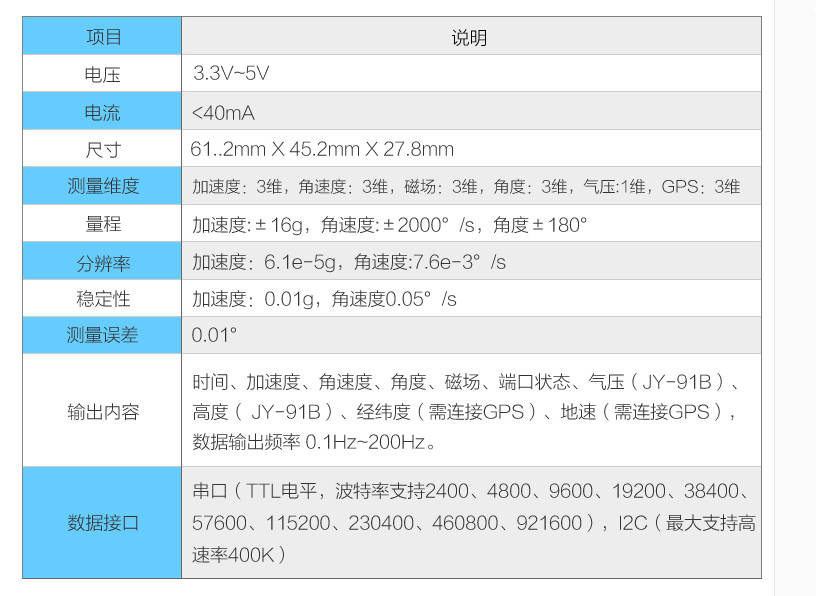 项目 说明
电压 3.3V~5V
电流 <40mA
尺寸 61..2mm X 45.2mm X 27.8mm
测量维度 加速度：3维，角速度：3维，磁场：3维，角度：3维，气压:1维，GPS：3维
量程 加速度:±16g，角速度:±2000°/s，角度±180°
分辨率 加速度：6.1e-5g，角速度:7.6e-3°/s
稳定性 加速度：0.01g，角速度0.05°/s
测量误差 0.01°
输出内容 时间、加速度、角速度、角度、磁场、端口状态、气压（JY-91B）、
高度（ JY-91B）、经纬度（需连接GPS）、地速（需连接GPS），
数据输出频率 0.1Hz~200Hz。
数据接口 串口（TTL电平，波特率支持2400、4800、9600、19200、38400、
57600、115200、230400、460800、921600），I2C（最大支持高
速率400K）